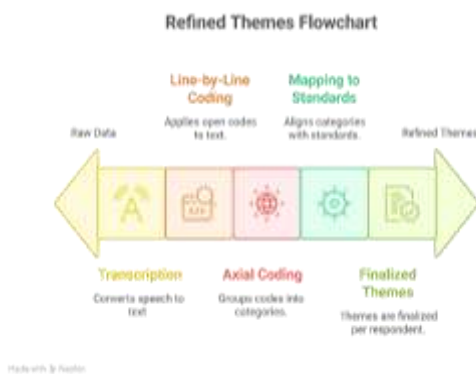 Refined Themes Flowchart
Line-by-Line
Coding
Applies open codes
to text.
Mapping to
Standards
Aligns categories
with standards.
Raw Data
Refined Themes
Transcription
Converts speech to
text
Axial Coding
Groups codes into
categories.
Finalized
Themes
Themes are finalized
per respondent.
Made with